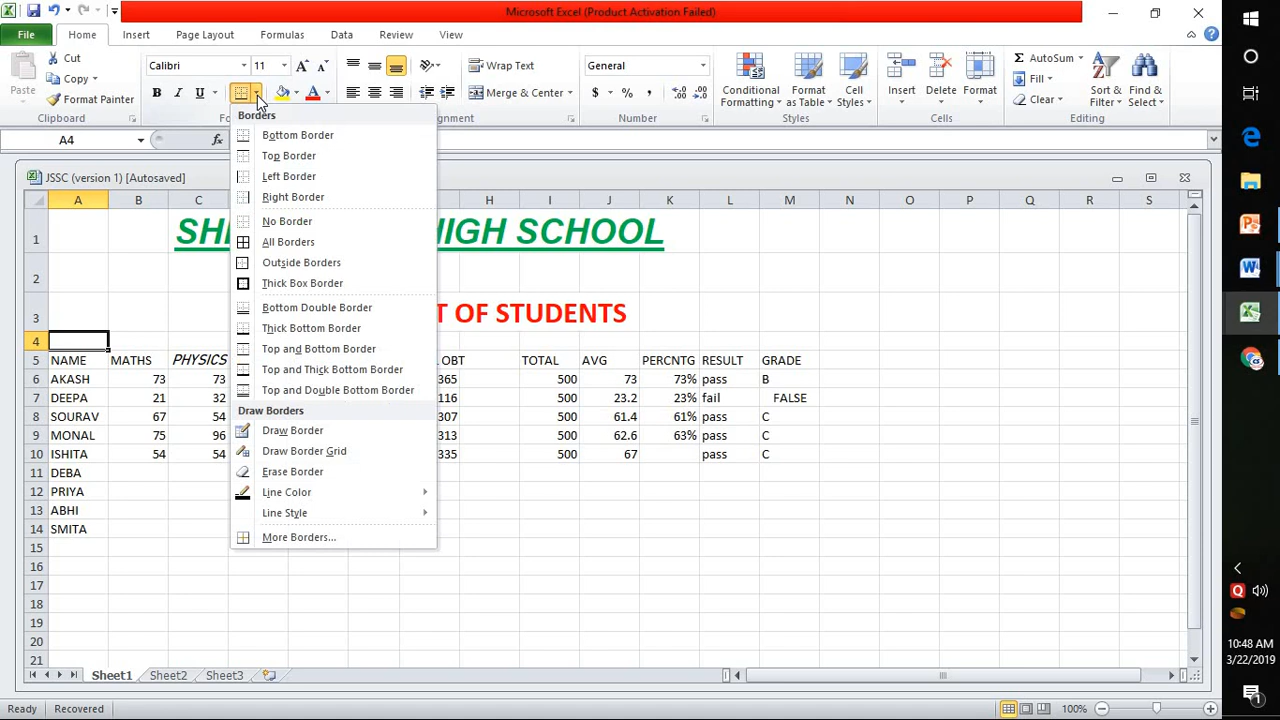 Microsoft Excel (Product Activation Failed)
File Home Insert Page Layout Formulas Data Review View
Cut
Copy
Format Painter
Paste
Clipboard
Calibri 11
B I U
Wrap Text
Merge & Center
General
$ % ,
Number
Conditional Formatting
Format as Table
Cell Styles
Styles
Insert Delete Format
Cells
AutoSum
Fill
Clear
Sort & Filter
Find & Select
Editing
A4 fx
Borders
Bottom Border
Top Border
Left Border
Right Border
No Border
All Borders
Outside Borders
Thick Box Border
Bottom Double Border
Thick Bottom Border
Top and Bottom Border
Top and Thick Bottom Border
Top and Double Bottom Border
Draw Borders
Draw Border
Draw Border Grid
Erase Border
Line Color
Line Style
More Borders...
JSSC (version 1) [Autosaved]
A B C H I J K L M N O P Q R S
1 HIGH SCHOOL
2
3 OF STUDENTS
4
5 NAME MATHS PHYSICS OBT TOTAL AVG PERCNTG RESULT GRADE
6 AKASH 73 73 365 500 73 73% pass B
7 DEEPA 21 32 116 500 23.2 23% fail FALSE
8 SOURAV 67 54 307 500 61.4 61% pass C
9 MONAL 75 96 313 500 62.6 63% pass C
10 ISHITA 54 54 335 500 67 pass C
11 DEBA
12 PRIYA
13 ABHI
14 SMITA
15
16
17
18
19
20
21
Sheet1 Sheet2 Sheet3
Ready Recovered 100%
10:48 AM
3/22/2019